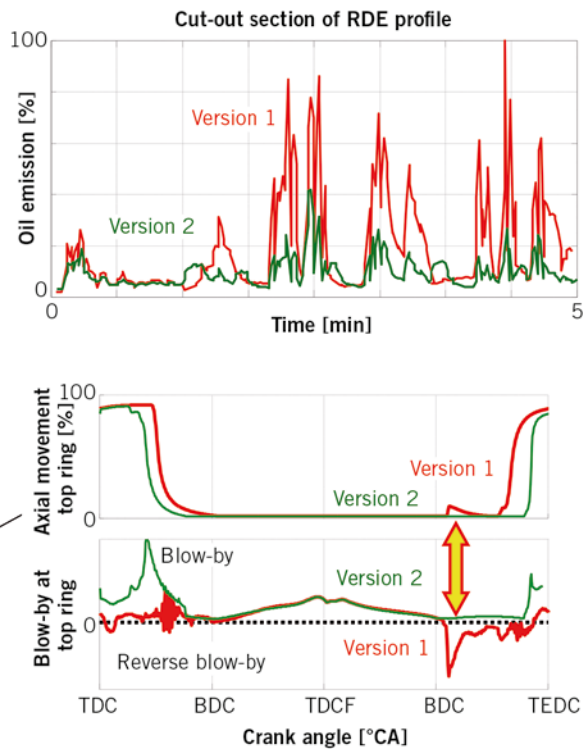 Cut-out section of RDE profile
100
Oil emission [%]
Version 1
Version 2
0
0
5
Time [min]
100
Axial movement
top ring [%]
Version 1
Version 2
0
Blow-by
Version 2
Blow-by at
top ring
0
Version 1
Reverse blow-by
TDC
BDC
TDCF
BDC
TEDC
Crank angle [°CA]